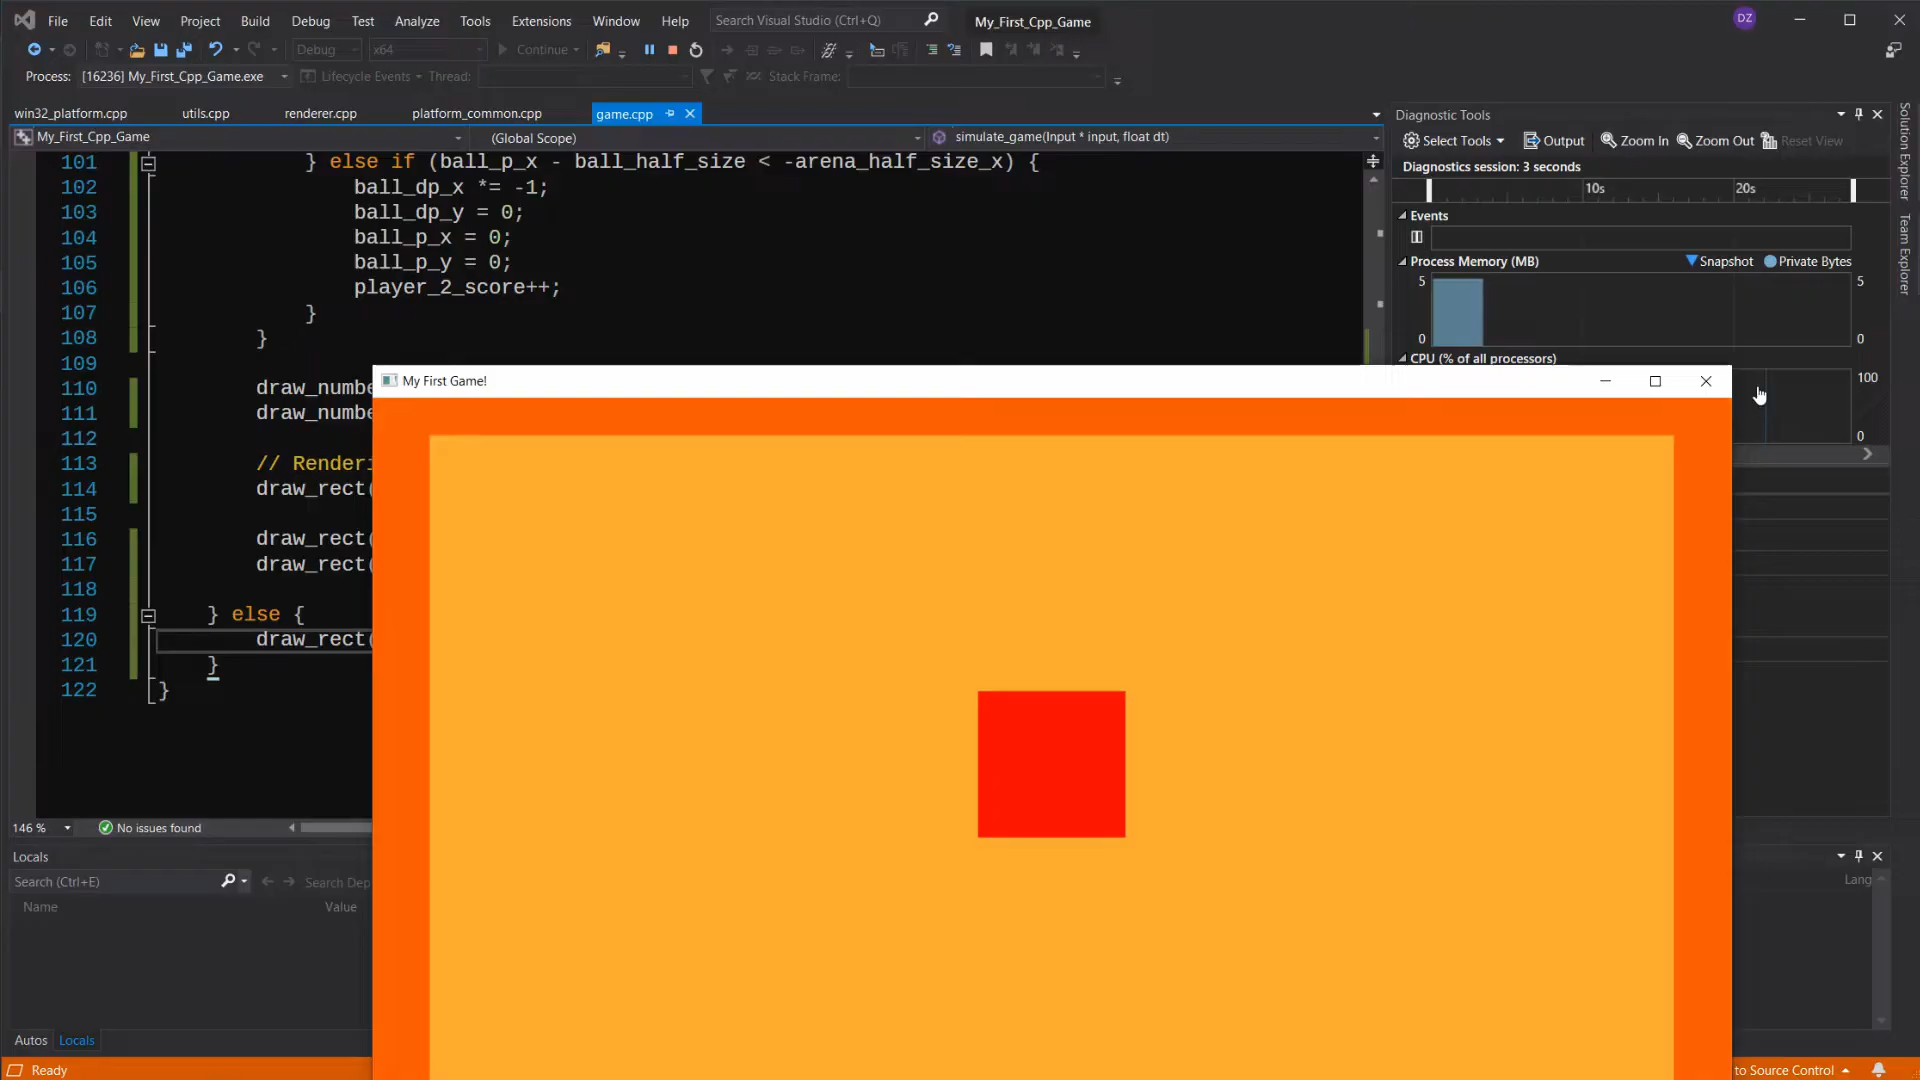 File Edit View Project Build Debug Test Analyze Tools Extensions Window Help Search Visual Studio (Ctrl+Q) My_First_Cpp_Game DZ
Debug x64 Continue
Process: [16236] My_First_Cpp_Game.exe Lifecycle Events Thread: Stack Frame:
win32_platform.cpp utils.cpp renderer.cpp platform_common.cpp game.cpp
My_First_Cpp_Game (Global Scope) simulate_game(Input * input, float dt)
101 } else if (ball_p_x - ball_half_size < -arena_half_size_x) {
102 ball_dp_x *= -1;
103 ball_dp_y = 0;
104 ball_p_x = 0;
105 ball_p_y = 0;
106 player_2_score++;
107 }
108 }
109
110 draw_numbe
111 draw_numbe
112
113 // Renderi
114 draw_rect(
115
116 draw_rect(
117 draw_rect(
118
119 } else {
120 draw_rect(
121 }
122 }
146 % No issues found
Locals
Search (Ctrl+E) Search Dep
Name Value
Autos Locals
Ready
My First Game!
Diagnostic Tools
Select Tools Output Zoom In Zoom Out Reset View
Diagnostics session: 3 seconds
10s 20s
Events
Process Memory (MB) Snapshot Private Bytes
5 5
0 0
CPU (% of all processors)
100
0
Lang
to Source Control
Solution Explorer
Team Explorer